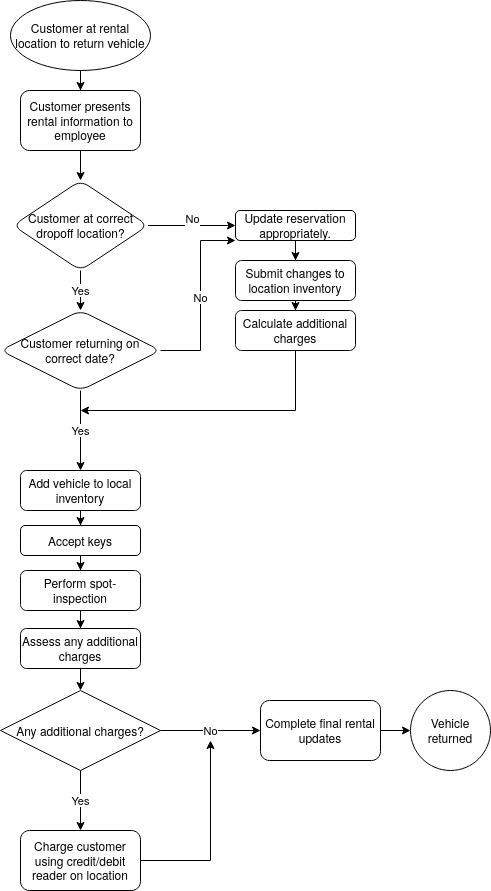 Customer at rental
location to return vehicle
Customer presents
rental information to
employee
Customer at correct
dropoff location?
No
Update reservation
appropriately.
Submit changes to
location inventory
Yes
No
Calculate additional
charges
Customer returning on
correct date?
Yes
Add vehicle to local
inventory
Accept keys
Perform spot-
inspection
Assess any additional
charges
Any additional charges?
No
Complete final rental
updates
Vehicle
returned
Yes
Charge customer
using credit/debit
reader on location